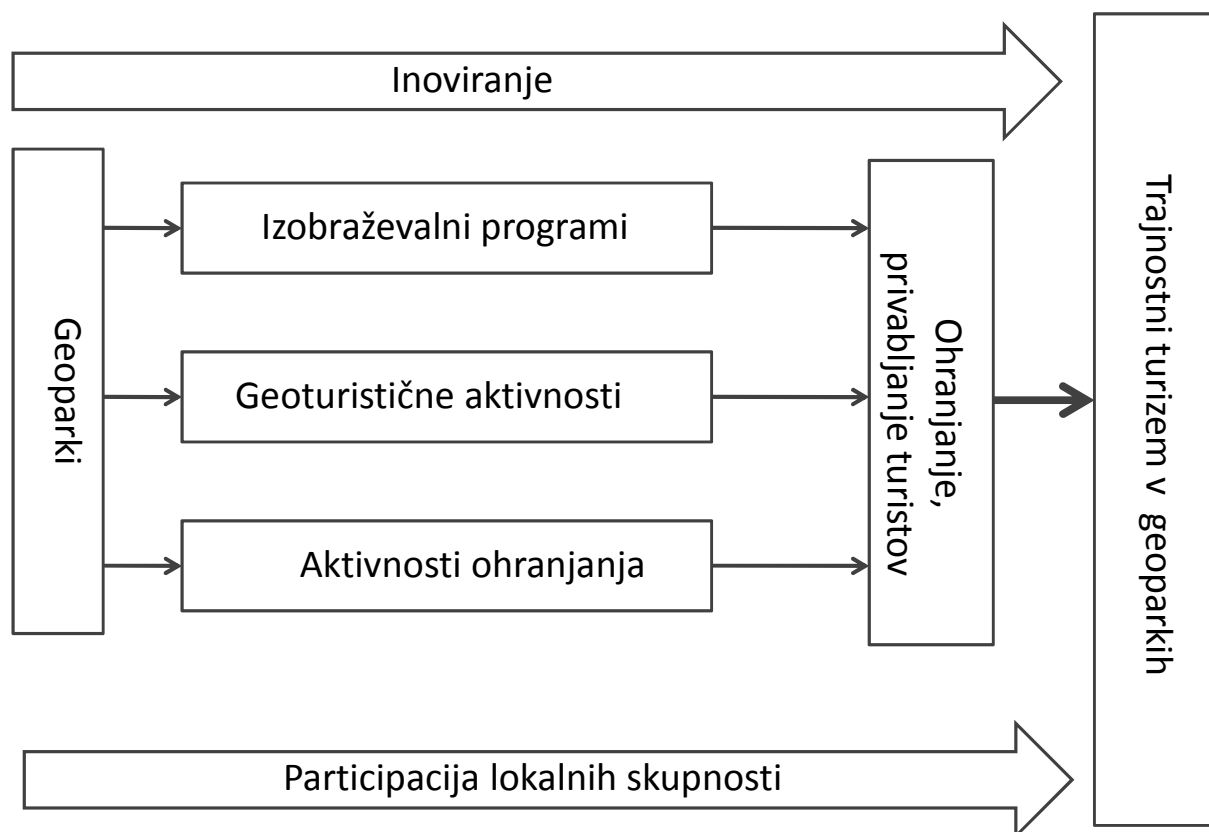 Inoviranje
Geoparki
Izobraževalni programi
Geoturistične aktivnosti
Aktivnosti ohranjanja
Ohranjanje,
privabljanje turistov
Trajnostni turizem v geoparkih
Participacija lokalnih skupnosti